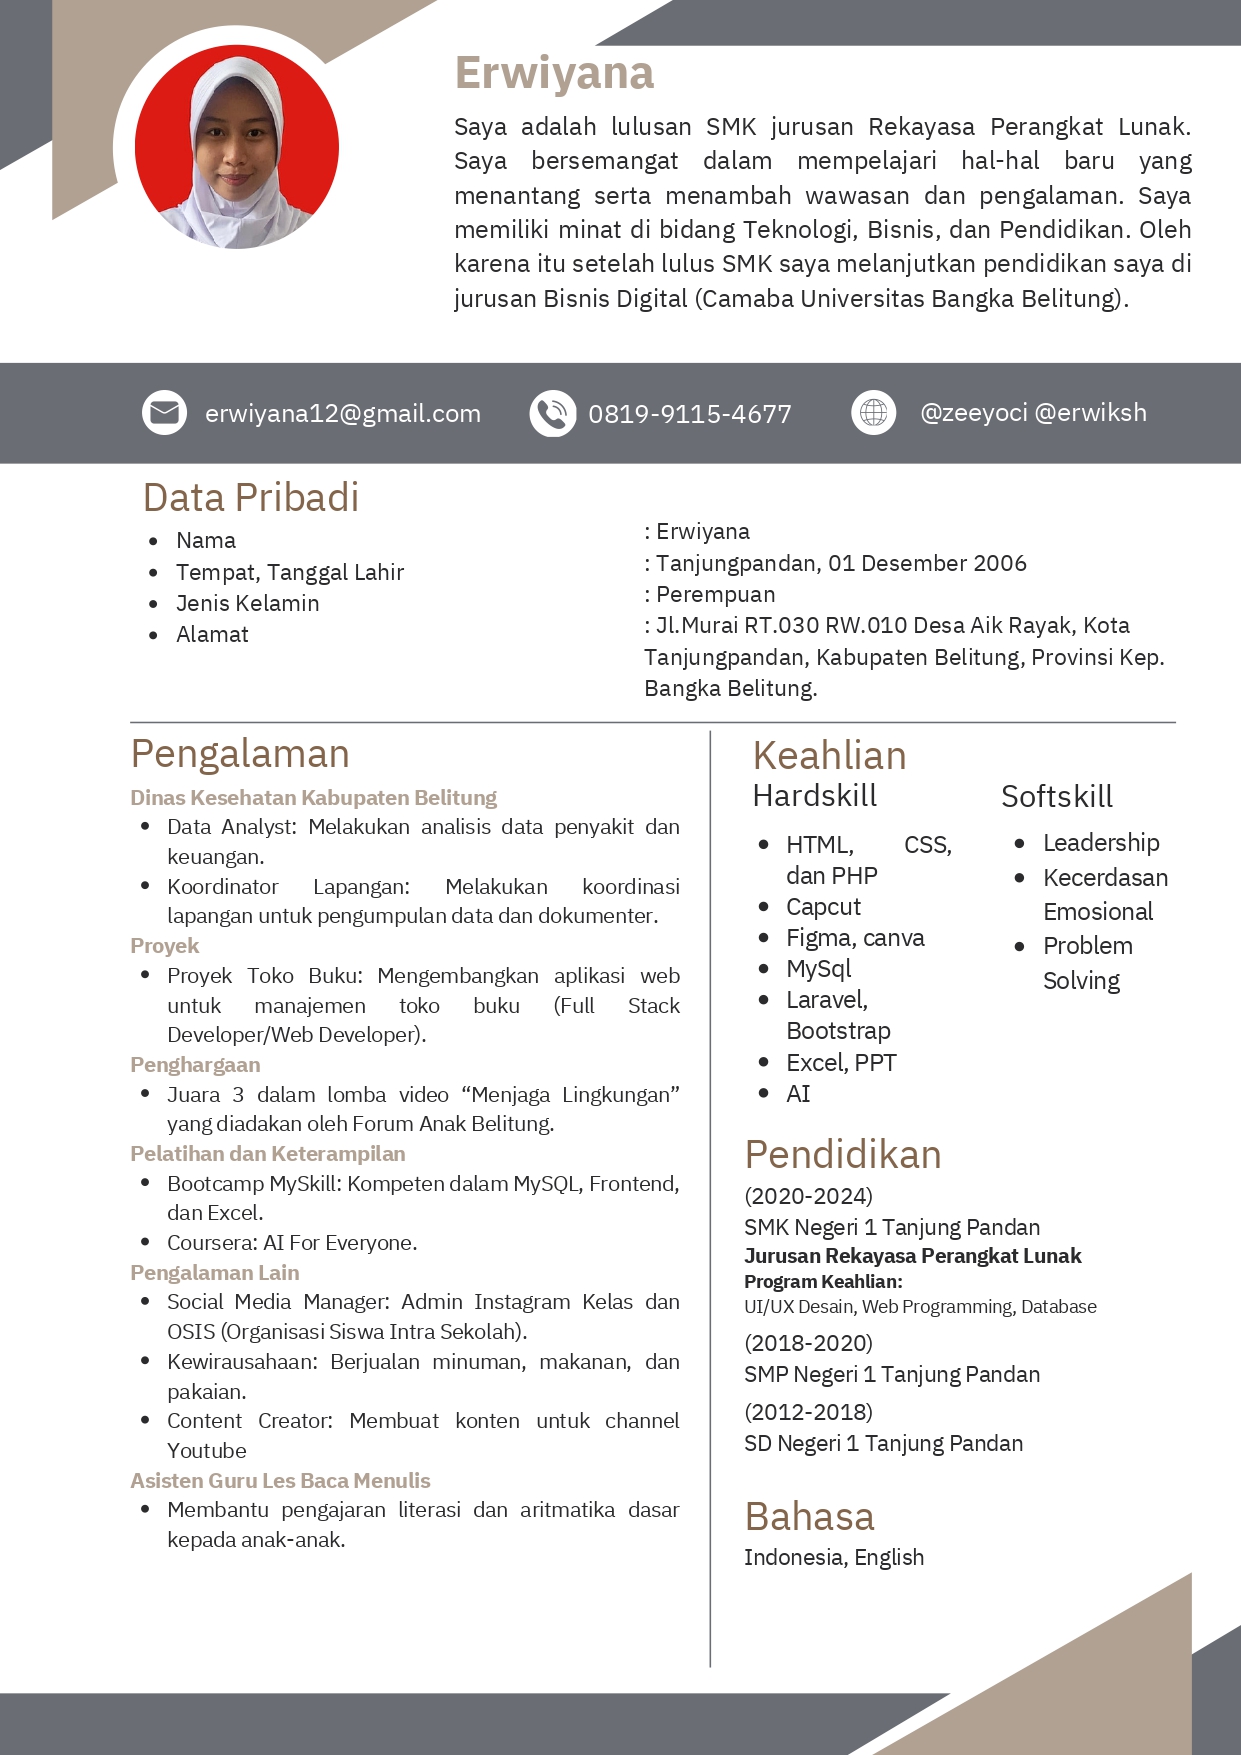 Erwiyana
Saya adalah lulusan SMK jurusan Rekayasa Perangkat Lunak.
Saya bersemangat dalam mempelajari hal-hal baru yang
menantang serta menambah wawasan dan pengalaman. Saya
memiliki minat di bidang Teknologi, Bisnis, dan Pendidikan. Oleh
karena itu setelah lulus SMK saya melanjutkan pendidikan saya di
jurusan Bisnis Digital (Camaba Universitas Bangka Belitung).
erwiyana12@gmail.com
0819-9115-4677
@zeeyoci @erwiksh
Data Pribadi
• Nama
• Tempat, Tanggal Lahir
• Jenis Kelamin
• Alamat
: Erwiyana
: Tanjungpandan, 01 Desember 2006
: Perempuan
: Jl.Murai RT.030 RW.010 Desa Aik Rayak, Kota
Tanjungpandan, Kabupaten Belitung, Provinsi Kep.
Bangka Belitung.
Pengalaman
Dinas Kesehatan Kabupaten Belitung
• Data Analyst: Melakukan analisis data penyakit dan
keuangan.
• Koordinator Lapangan: Melakukan koordinasi
lapangan untuk pengumpulan data dan dokumenter.
Proyek
• Proyek Toko Buku: Mengembangkan aplikasi web
untuk manajemen toko buku (Full Stack
Developer/Web Developer).
Penghargaan
• Juara 3 dalam lomba video “Menjaga Lingkungan”
yang diadakan oleh Forum Anak Belitung.
Pelatihan dan Keterampilan
• Bootcamp MySkill: Kompeten dalam MySQL, Frontend,
dan Excel.
• Coursera: AI For Everyone.
Pengalaman Lain
• Social Media Manager: Admin Instagram Kelas dan
OSIS (Organisasi Siswa Intra Sekolah).
• Kewirausahaan: Berjualan minuman, makanan, dan
pakaian.
• Content Creator: Membuat konten untuk channel
Youtube
Asisten Guru Les Baca Menulis
• Membantu pengajaran literasi dan aritmatika dasar
kepada anak-anak.
Keahlian
Hardskill
• HTML, CSS,
dan PHP
• Capcut
• Figma, canva
• MySql
• Laravel,
Bootstrap
• Excel, PPT
• AI
Softskill
• Leadership
• Kecerdasan
Emosional
• Problem
Solving
Pendidikan
(2020-2024)
SMK Negeri 1 Tanjung Pandan
Jurusan Rekayasa Perangkat Lunak
Program Keahlian:
UI/UX Desain, Web Programming, Database
(2018-2020)
SMP Negeri 1 Tanjung Pandan
(2012-2018)
SD Negeri 1 Tanjung Pandan
Bahasa
Indonesia, English